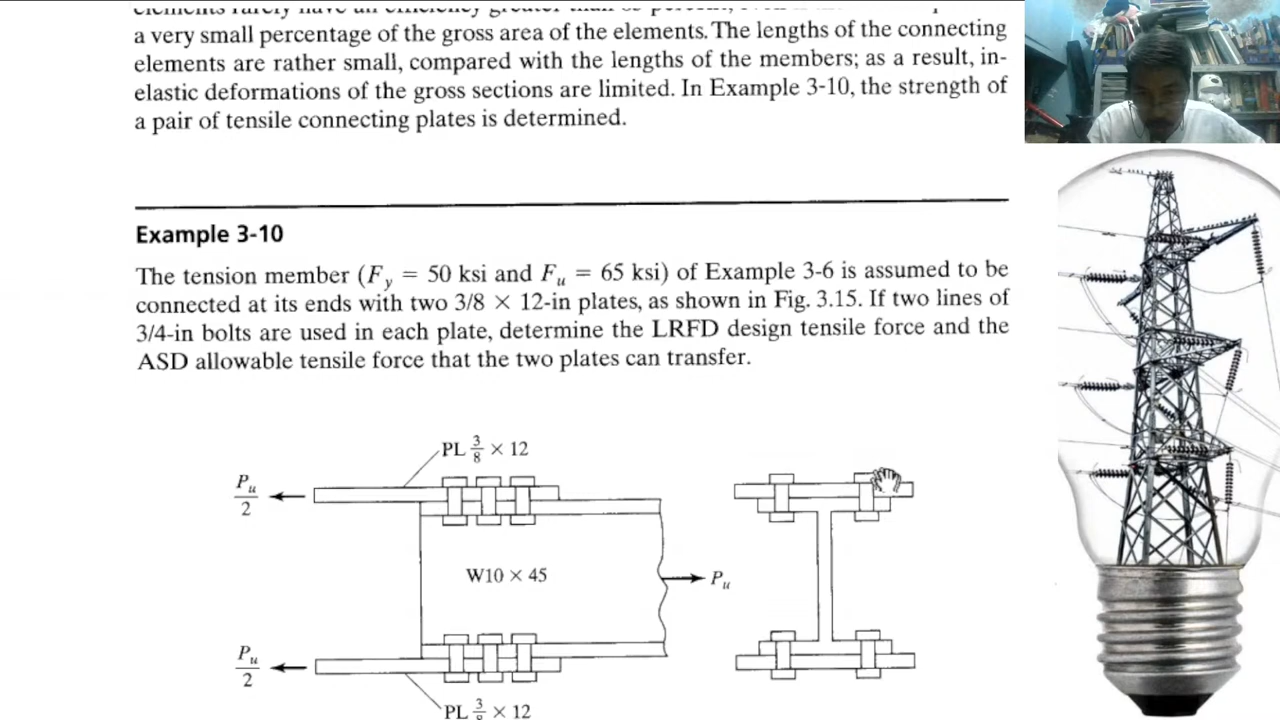 a very small percentage of the gross area of the elements. The lengths of the connecting
elements are rather small, compared with the lengths of the members; as a result, in-
elastic deformations of the gross sections are limited. In Example 3-10, the strength of
a pair of tensile connecting plates is determined.
Example 3-10
The tension member (F_y = 50 ksi and F_u = 65 ksi) of Example 3-6 is assumed to be
connected at its ends with two 3/8 × 12-in plates, as shown in Fig. 3.15. If two lines of
3/4-in bolts are used in each plate, determine the LRFD design tensile force and the
ASD allowable tensile force that the two plates can transfer.
PL 3/8 × 12
P_u/2
W10 × 45
P_u
P_u/2
PL 3/8 × 12